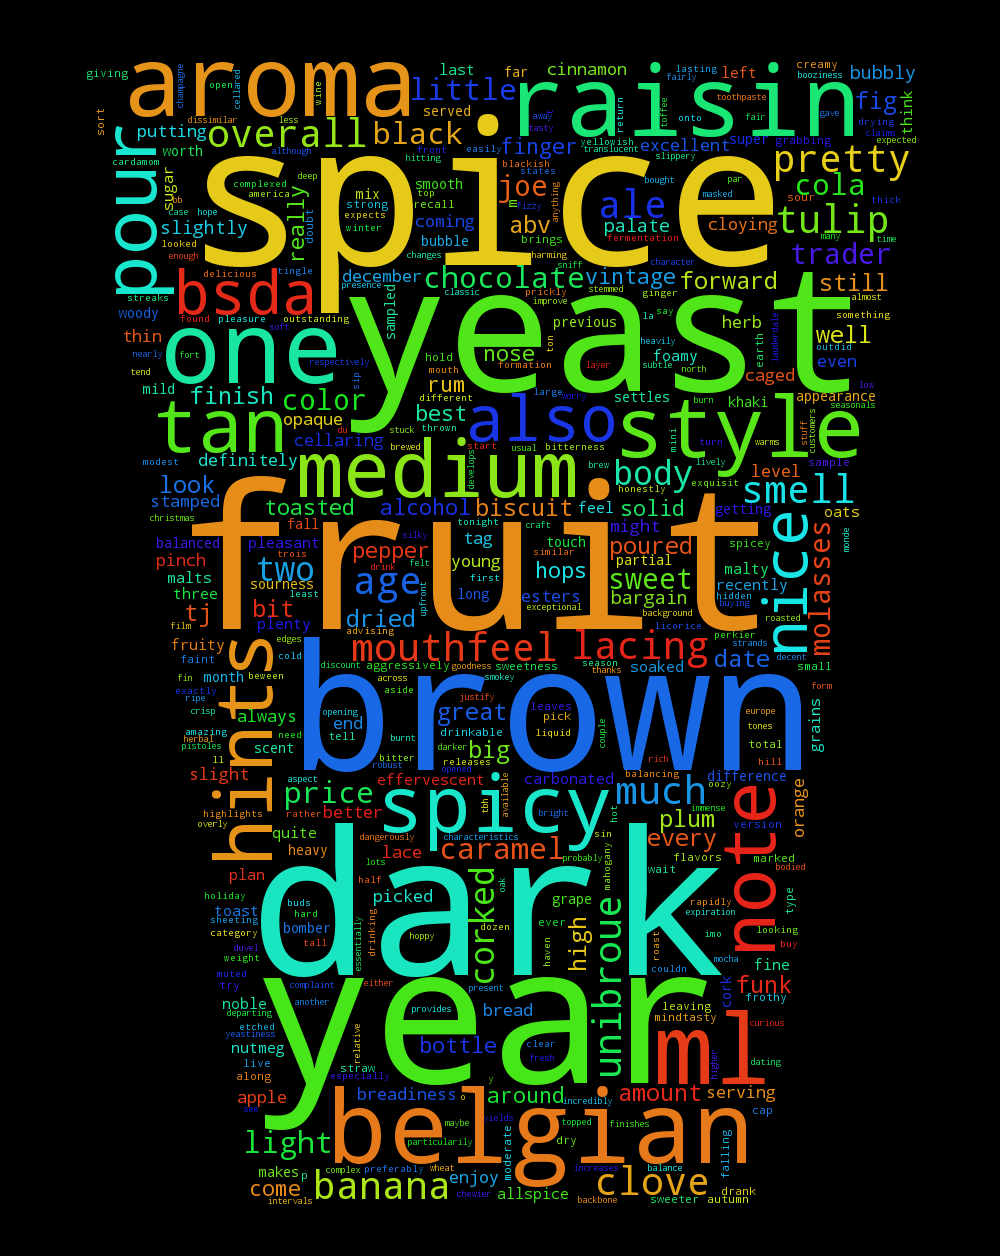 giving aroma last far cinnamon creamy
sort champagne open cellared wine little served raisin lasting left booziness bubbly
dissimilar less toffee toothpaste fig think
pour putting overall black finger away tasty return onto fairly fair gave drying claims
worth although front easily yellowish translucent excellent super grabbing expected
cardamom sugar spice hitting blackish slippery pretty
complexed deep mix smooth joe states bought masked par sour cola thick
america really strong top recall m fizzy anything ale
bb case hope expects abv palate cloying tulip many time
slightly doubt winter coming brings fermentation
looked bubble changes charming trader
enough delicious tingle december chocolate sniff vintage character forward still
streaks bsda presence classic prickly stemmed ginger almost
woody found pleasure outstanding sampled improve say something
thin one soft yeast previous la herb earth lauderdale well
nearly fort respectively hold nose ton heavily foamy outdid even
tend mouth formation layer subtle north caged
mild finish color sip rum different large worry settles burn khaki appearance low
tan opaque best thrown also style mini customers stuff seasonals
cellaring du stuck brewed start usual bitterness turn warms
modest definitely medium develops brew lively level sample
look honestly body exquisit smell
stamped toasted alcohol biscuit feel solid getting oats
christmas fall silky tonight craft might spicey
balanced pleasant fruit tag touch poured nice monde
pinch trois pepper felt similar partial malty
malts two drink young first hops sweet recently molasses
three sourness least age upfront long esters bargain hidden buying
tj bit dried exceptional background roasted
film plenty advising licorice perkier
fruity edges mouthfeel lacing strands decent
faint cold discount aggressively goodness sweetness season thanks soaked date small
fin month beween across smokey
exactly hints aside justify rich form
ripe brown leaves
crisp always opening great pick couple europe grains
amazing need end tell burnt drinkable liquid tones
herbal pistoles scent darker big total
ll bitter releases hill
slight aspect robust opened effervescent available carbonated balancing difference oozy
highlights price spicy much immense orange
overly rather better tbh bright hot plum version
quite dangerously characteristics sin every note
heavy lace caramel probably flavors marked
plan lots mahogany wait bodied
holiday buds half picked corked oak grape rapidly type
toast hard dark ever expiration
sheeting bomber drinking dozen high unibroue imo looking
category tall essentially hoppy roast buy
duvel weight haven couldn mocha fine
muted complaint either present cork funk
try another year leaving frothy
noble departing provides bread mindtasty
etched ml curious
yeastiness relative clear
nutmeg bottle fresh dating
live straw higher
along especially y
apple breadiness o around incredibly amount serving
see belgian maybe yields topped finishes cap
light particularily moderate dry falling
makes p complex preferably wheat increases balance
come banana enjoy clove drank
intervals chewier allspice backbone sweeter autumn